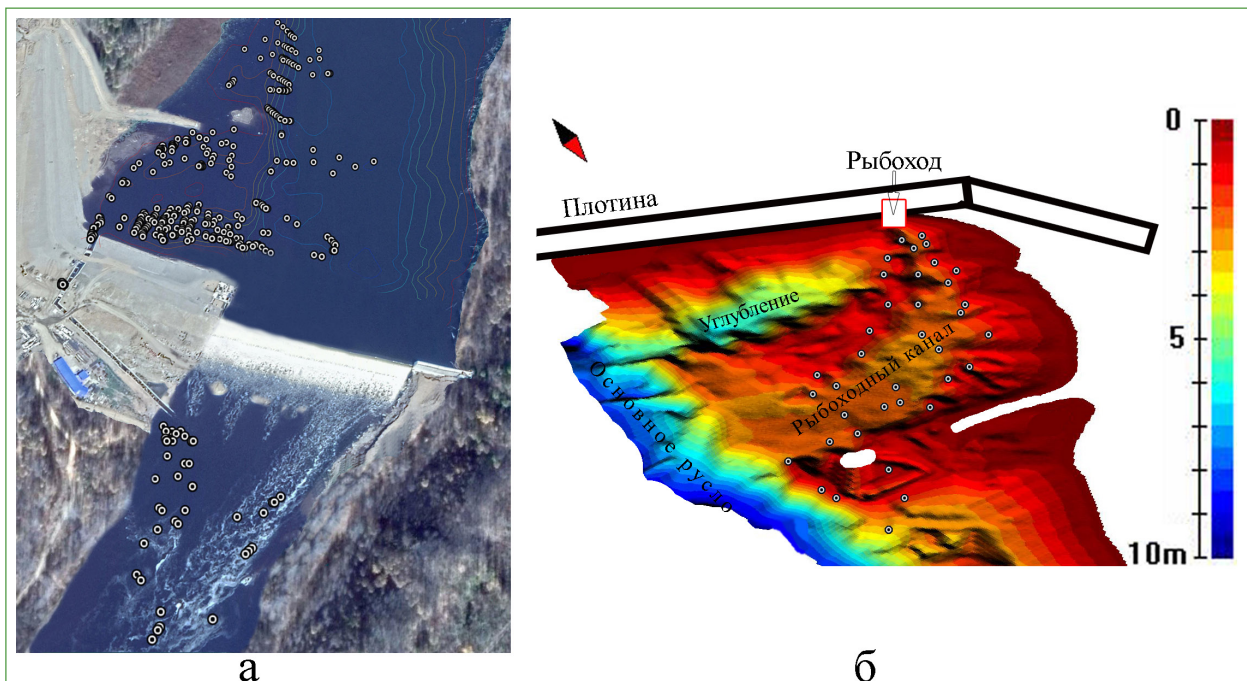 Рыбоход
Плотина
Углубление
Рыбоходный канал
Основное русло
0
5
10m
а
б